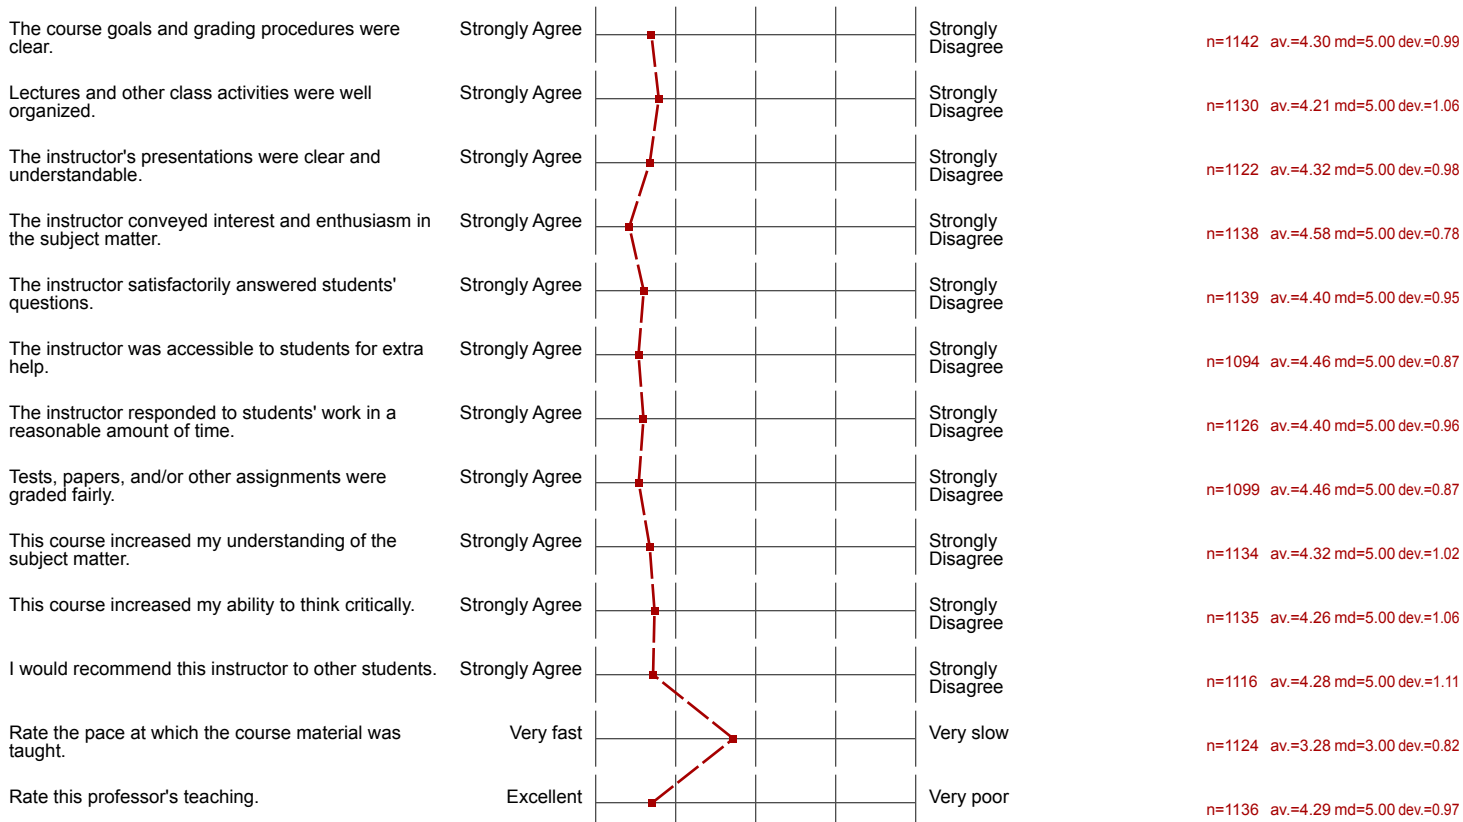 The course goals and grading procedures were
clear.
Strongly Agree
Strongly
Disagree
n=1142 av.=4.30 md=5.00 dev.=0.99
Lectures and other class activities were well
organized.
Strongly Agree
Strongly
Disagree
n=1130 av.=4.21 md=5.00 dev.=1.06
The instructor's presentations were clear and
understandable.
Strongly Agree
Strongly
Disagree
n=1122 av.=4.32 md=5.00 dev.=0.98
The instructor conveyed interest and enthusiasm in
the subject matter.
Strongly Agree
Strongly
Disagree
n=1138 av.=4.58 md=5.00 dev.=0.78
The instructor satisfactorily answered students'
questions.
Strongly Agree
Strongly
Disagree
n=1139 av.=4.40 md=5.00 dev.=0.95
The instructor was accessible to students for extra
help.
Strongly Agree
Strongly
Disagree
n=1094 av.=4.46 md=5.00 dev.=0.87
The instructor responded to students' work in a
reasonable amount of time.
Strongly Agree
Strongly
Disagree
n=1126 av.=4.40 md=5.00 dev.=0.96
Tests, papers, and/or other assignments were
graded fairly.
Strongly Agree
Strongly
Disagree
n=1099 av.=4.46 md=5.00 dev.=0.87
This course increased my understanding of the
subject matter.
Strongly Agree
Strongly
Disagree
n=1134 av.=4.32 md=5.00 dev.=1.02
This course increased my ability to think critically.
Strongly Agree
Strongly
Disagree
n=1135 av.=4.26 md=5.00 dev.=1.06
I would recommend this instructor to other students.
Strongly Agree
Strongly
Disagree
n=1116 av.=4.28 md=5.00 dev.=1.11
Rate the pace at which the course material was
taught.
Very fast
Very slow
n=1124 av.=3.28 md=3.00 dev.=0.82
Rate this professor's teaching.
Excellent
Very poor
n=1136 av.=4.29 md=5.00 dev.=0.97